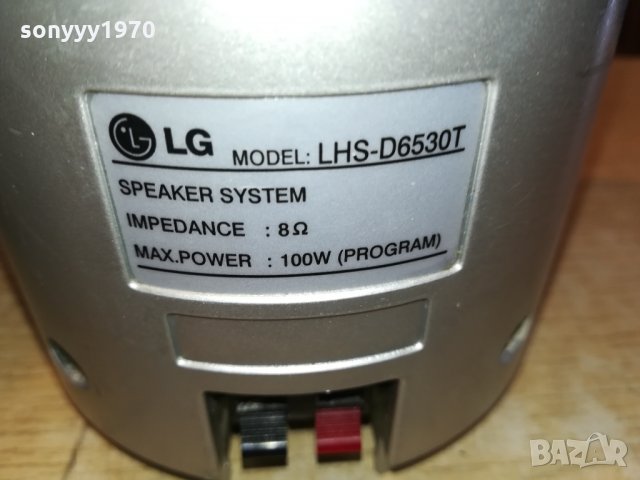 sonyyy1970
LG MODEL: LHS-D6530T
SPEAKER SYSTEM
IMPEDANCE : 8Ω
MAX.POWER : 100W (PROGRAM)
BAZAR